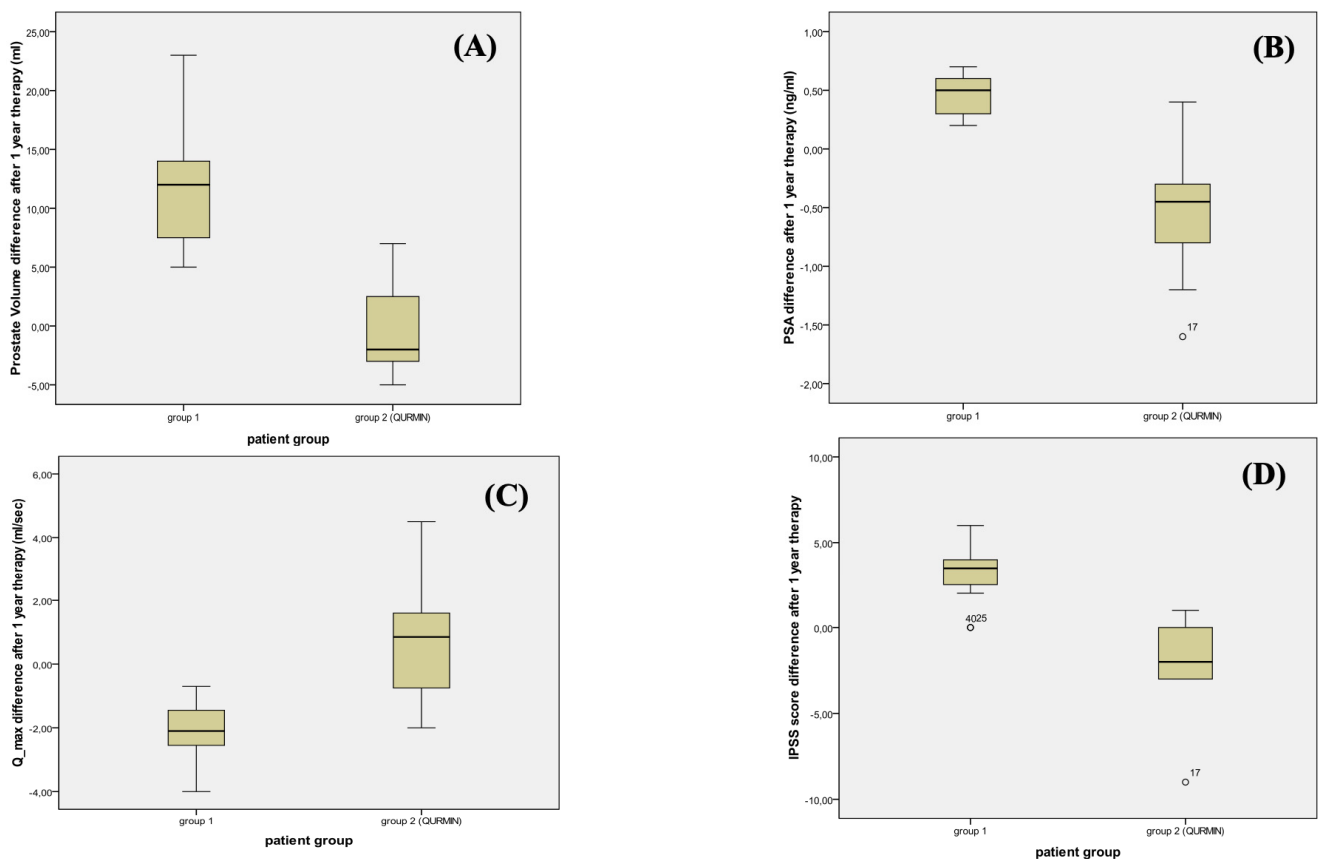 (A)
Prostate Volume difference after 1 year therapy (ml)
25,00
20,00
15,00
10,00
5,00
0,00
-5,00
group 1
group 2 (QURMIN)
patient group
(B)
PSA difference after 1 year therapy (ng/ml)
1,00
0,50
0,00
-0,50
-1,00
-1,50
-2,00
17
group 1
group 2 (QURMIN)
(C)
Q_max difference after 1 year therapy (ml/sec)
6,00
4,00
2,00
0,00
-2,00
-4,00
group 1
group 2 (QURMIN)
patient group
(D)
IPSS score difference after 1 year therapy
10,00
5,00
0,00
-5,00
-10,00
4025
17
group 1
group 2 (QURMIN)
patient group